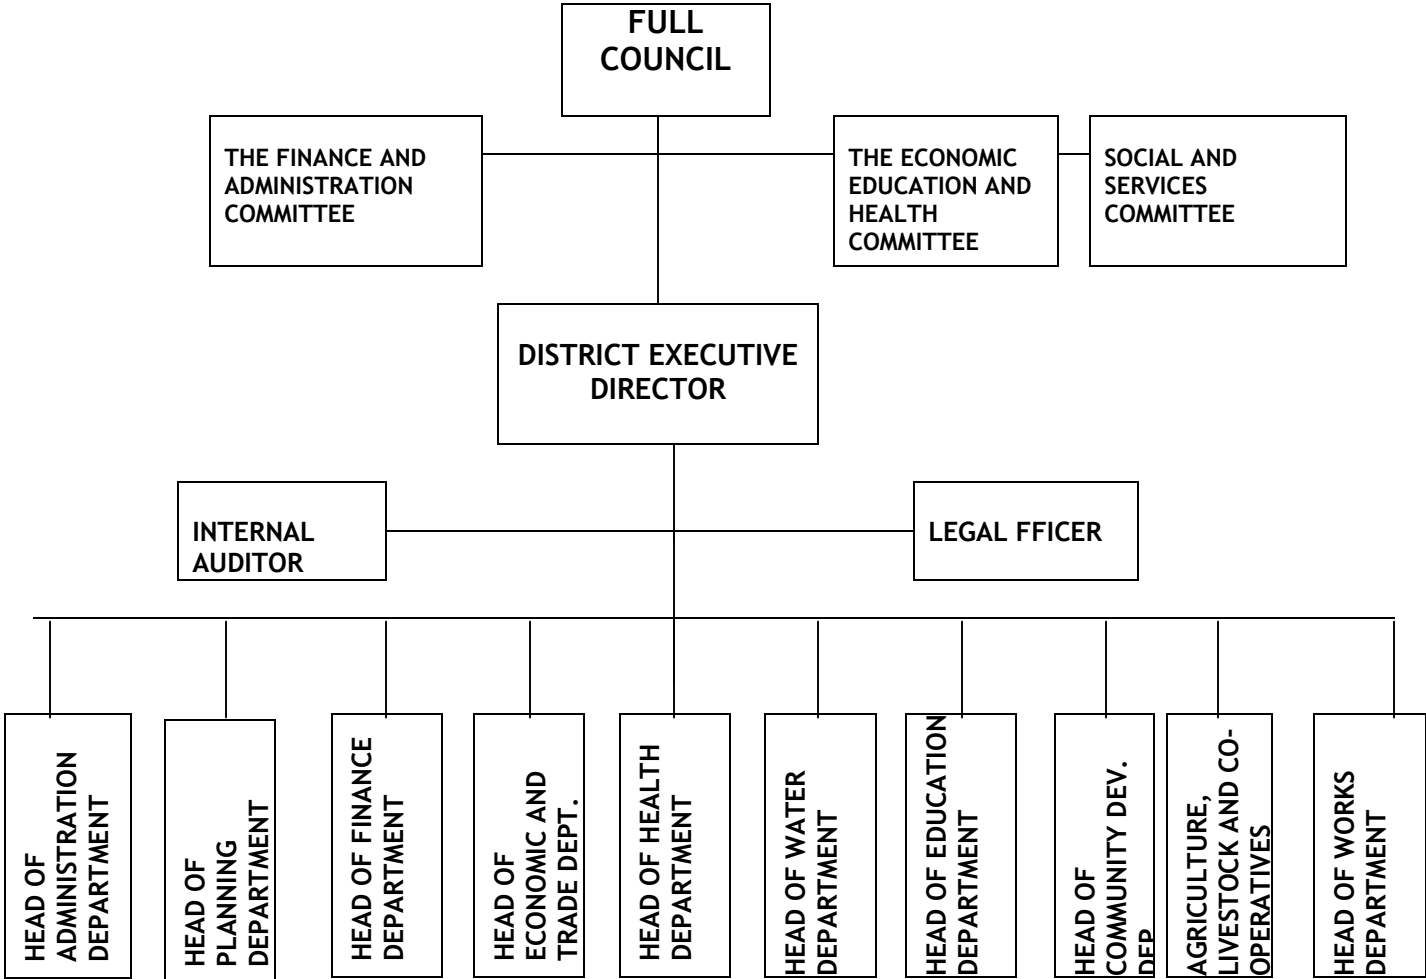 FULL
COUNCIL
THE FINANCE AND
ADMINISTRATION
COMMITTEE
THE ECONOMIC
EDUCATION AND
HEALTH
COMMITTEE
SOCIAL AND
SERVICES
COMMITTEE
DISTRICT EXECUTIVE
DIRECTOR
INTERNAL
AUDITOR
LEGAL FFICER
HEAD OF
ADMINISTRATION
DEPARTMENT
HEAD OF
PLANNING
DEPARTMENT
HEAD OF FINANCE
DEPARTMENT
HEAD OF
ECONOMIC AND
TRADE DEPT.
HEAD OF HEALTH
DEPARTMENT
HEAD OF WATER
DEPARTMENT
HEAD OF EDUCATION
DEPARTMENT
HEAD OF
COMMUNITY DEV.
DEP
AGRICULTURE,
LIVESTOCK AND CO-
OPERATIVES
HEAD OF WORKS
DEPARTMENT